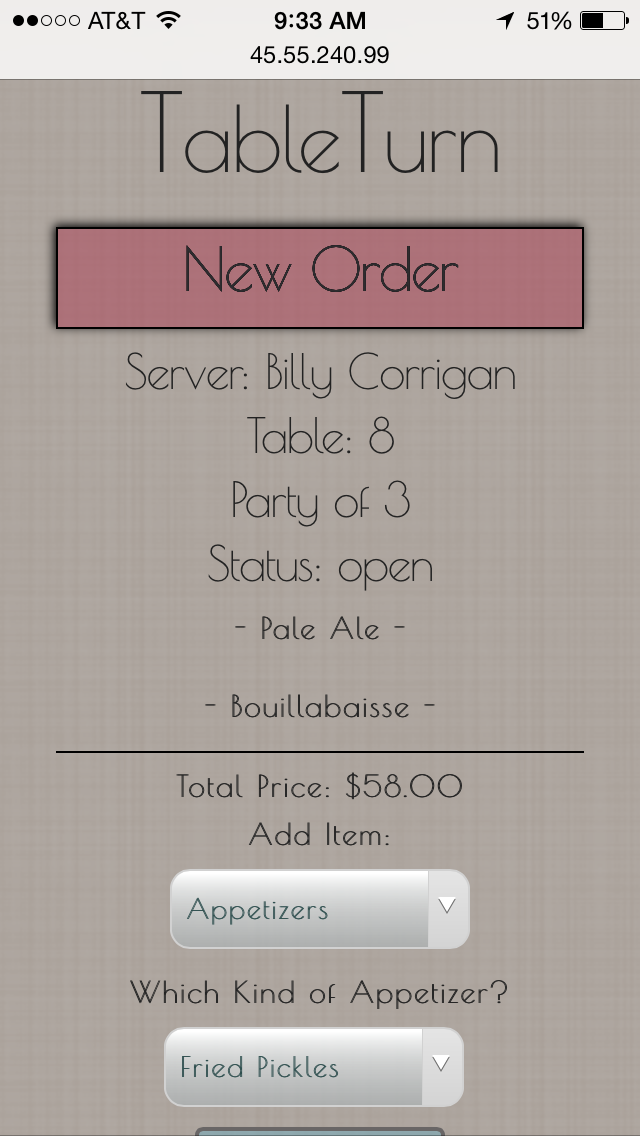 AT&T 9:33 AM 51%
45.55.240.99
TableTurn
New Order
Server: Billy Corrigan
Table: 8
Party of 3
Status: open
- Pale Ale -
- Bouillabaisse -
Total Price: $58.00
Add Item:
Appetizers
Which Kind of Appetizer?
Fried Pickles